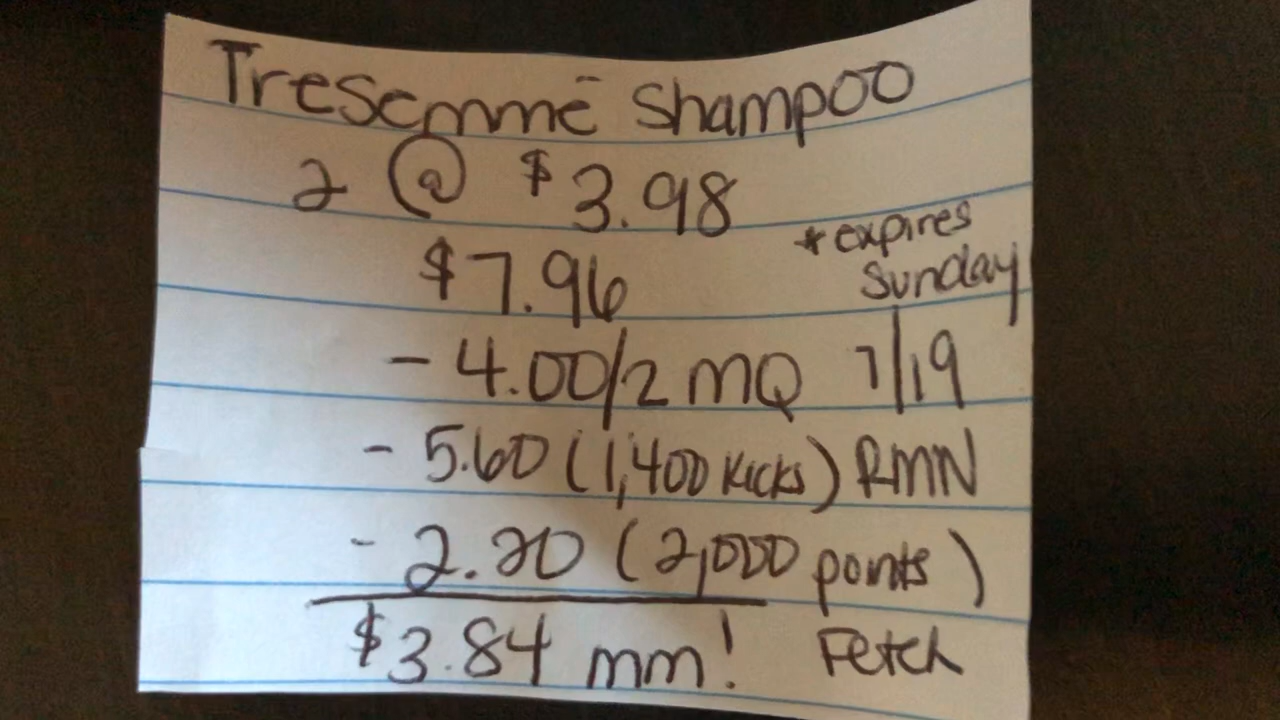 Tresemmē Shampoo
2 @ $3.98
$7.96
*expires Sunday
- 4.00/2 MQ 7/19
- 5.60 (1,400 Kicks) RMN
- 2.20 (2,000 points)
$3.84 mm! Fetch